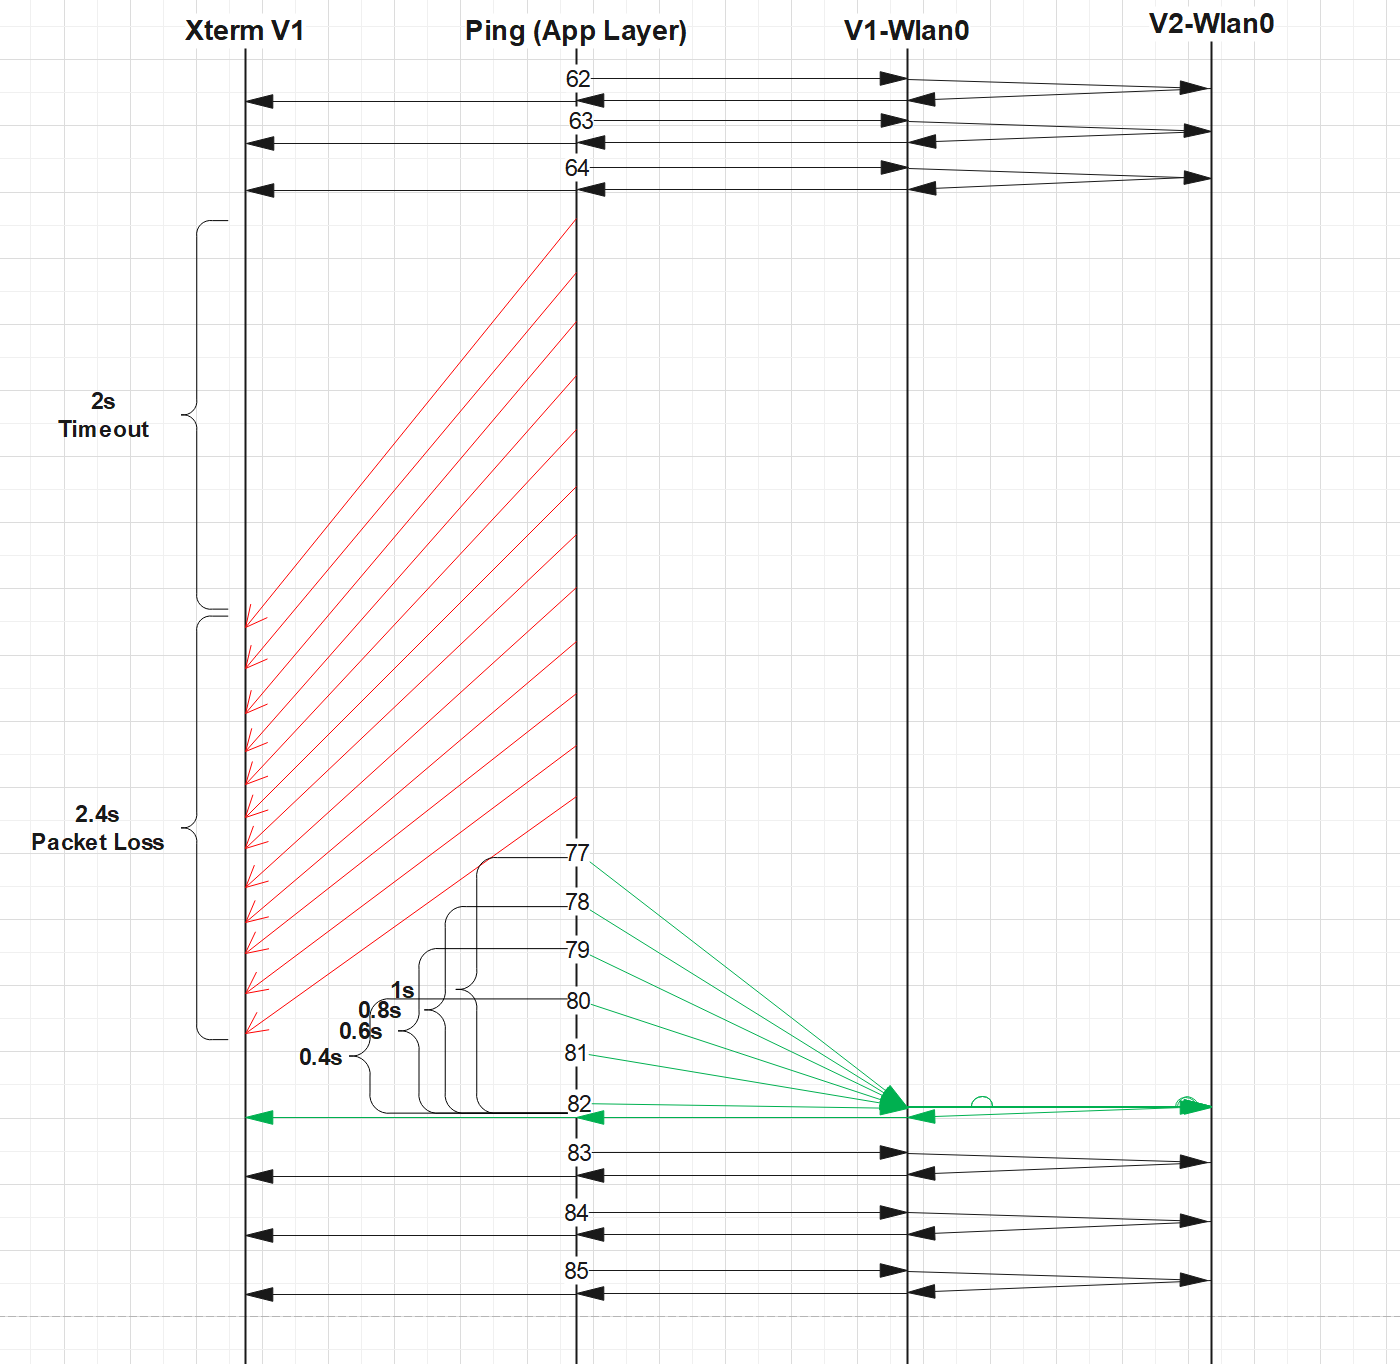 Xterm V1
Ping (App Layer)
V1-Wlan0
V2-Wlan0
62
63
64
2s
Timeout
2.4s
Packet Loss
77
78
79
1s
80
0.8s
0.6s
0.4s
81
82
83
84
85